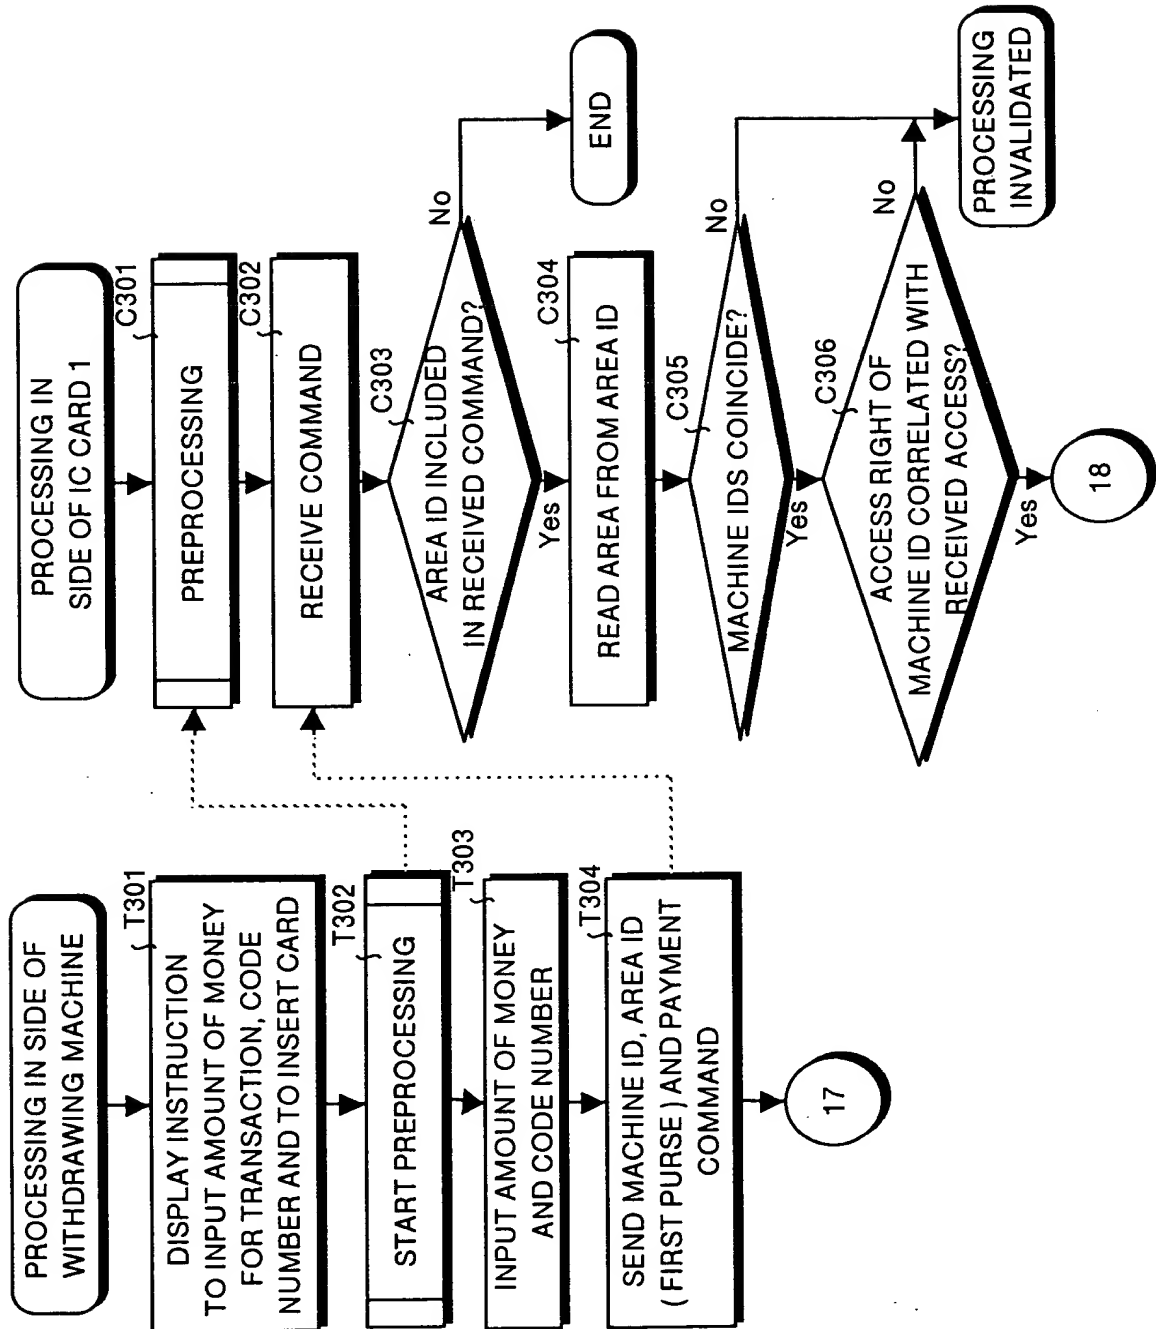 PROCESSING IN SIDE OF
WITHDRAWING MACHINE
T301
DISPLAY INSTRUCTION
TO INPUT AMOUNT OF MONEY
FOR TRANSACTION, CODE
NUMBER AND TO INSERT CARD
T302
START PREPROCESSING
T303
INPUT AMOUNT OF MONEY
AND CODE NUMBER
T304
SEND MACHINE ID, AREA ID
( FIRST PURSE ) AND PAYMENT
COMMAND
17
PROCESSING IN
SIDE OF IC CARD 1
C301
PREPROCESSING
C302
RECEIVE COMMAND
C303
AREA ID INCLUDED
IN RECEIVED COMMAND?
No
END
Yes
C304
READ AREA FROM AREA ID
C305
MACHINE IDS COINCIDE?
No
Yes
C306
ACCESS RIGHT OF
MACHINE ID CORRELATED WITH
RECEIVED ACCESS?
No
PROCESSING
INVALIDATED
Yes
18